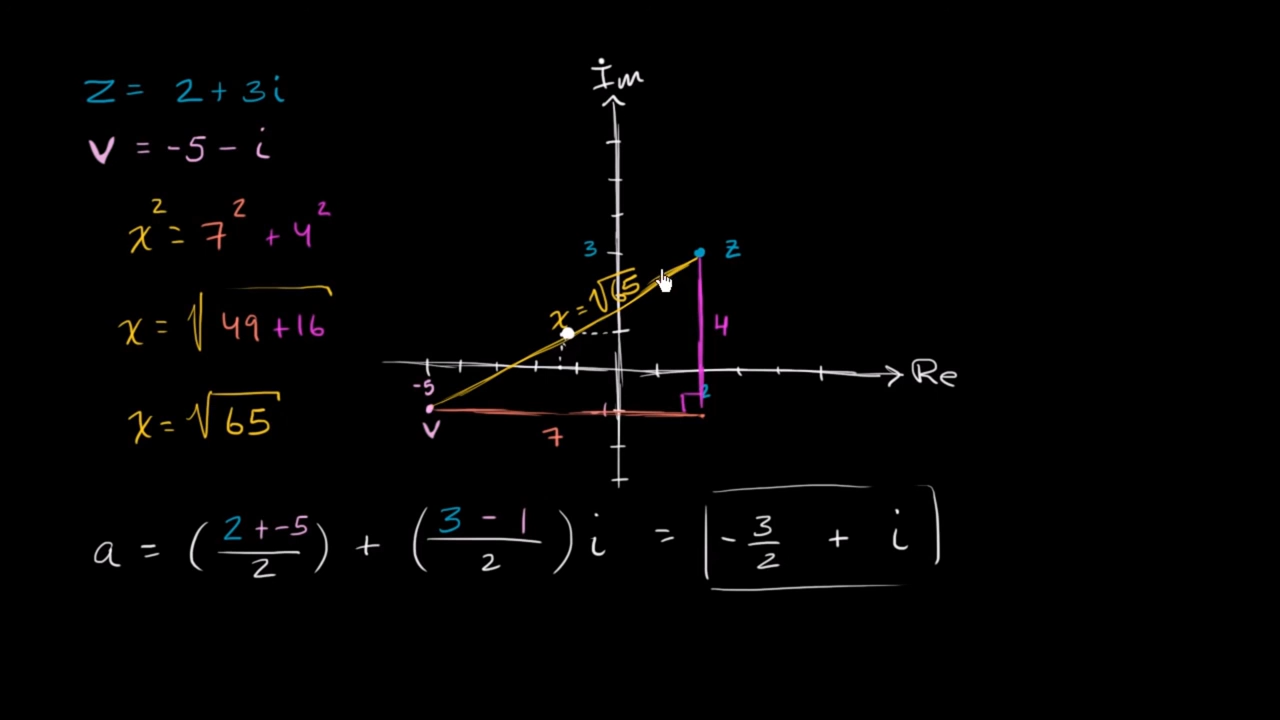 z = 2 + 3i
v = -5 - i
x² = 7² + 4²
x = √49 + 16
x = √65
Im
3
z
x = √65
4
-5
Re
2
v
7
-1
a = (2 + -5 / 2) + (3 - 1 / 2) i = -3/2 + i